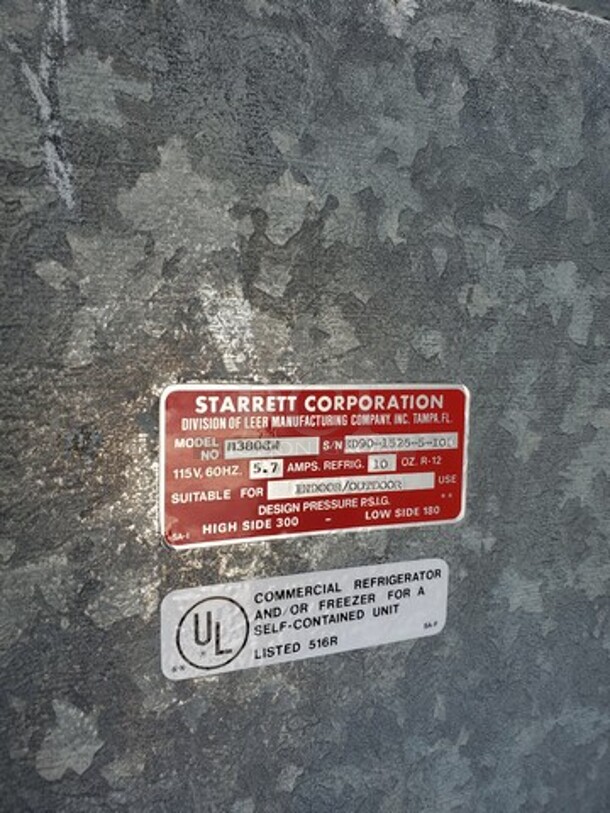 STARRETT CORPORATION
DIVISION OF LEER MANUFACTURING COMPANY, INC. TAMPA, FL.
MODEL NO S/N
115V, 60HZ. 5.7 AMPS. REFRIG. 10 OZ. R-12
SUITABLE FOR INDOOR/OUTDOOR USE
DESIGN PRESSURE P.S.I.G. **
HIGH SIDE 300 - LOW SIDE 180
SA-1
UL
COMMERCIAL REFRIGERATOR
AND/OR FREEZER FOR A
SELF-CONTAINED UNIT
LISTED 516R